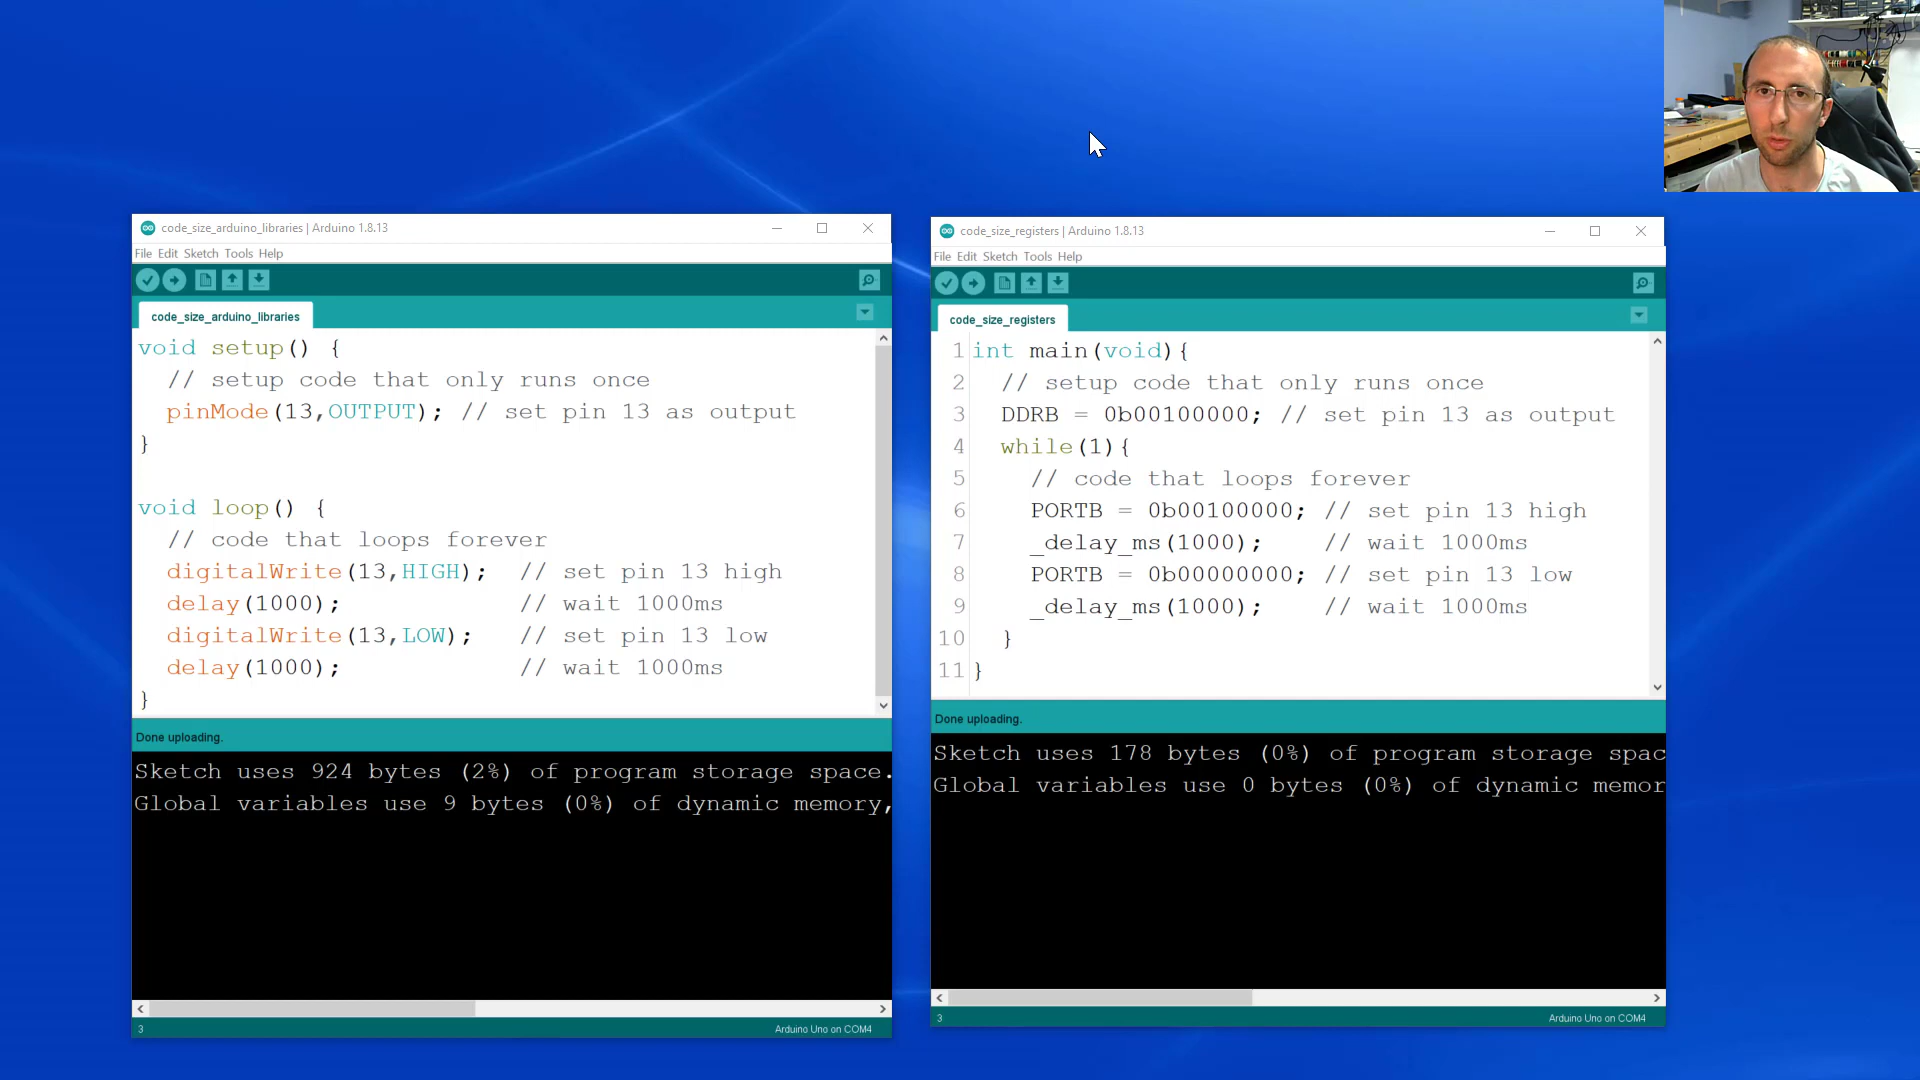 code_size_arduino_libraries | Arduino 1.8.13
File Edit Sketch Tools Help
code_size_arduino_libraries
void setup() {
  // setup code that only runs once
  pinMode(13,OUTPUT); // set pin 13 as output
}
void loop() {
  // code that loops forever
  digitalWrite(13,HIGH);  // set pin 13 high
  delay(1000);            // wait 1000ms
  digitalWrite(13,LOW);   // set pin 13 low
  delay(1000);            // wait 1000ms
}
Done uploading.
Sketch uses 924 bytes (2%) of program storage space.
Global variables use 9 bytes (0%) of dynamic memory,
3
Arduino Uno on COM4
code_size_registers | Arduino 1.8.13
File Edit Sketch Tools Help
code_size_registers
1 int main(void){
2   // setup code that only runs once
3   DDRB = 0b00100000; // set pin 13 as output
4   while(1){
5     // code that loops forever
6     PORTB = 0b00100000; // set pin 13 high
7     _delay_ms(1000);    // wait 1000ms
8     PORTB = 0b00000000; // set pin 13 low
9     _delay_ms(1000);    // wait 1000ms
10   }
11 }
Done uploading.
Sketch uses 178 bytes (0%) of program storage spac
Global variables use 0 bytes (0%) of dynamic memor
3
Arduino Uno on COM4